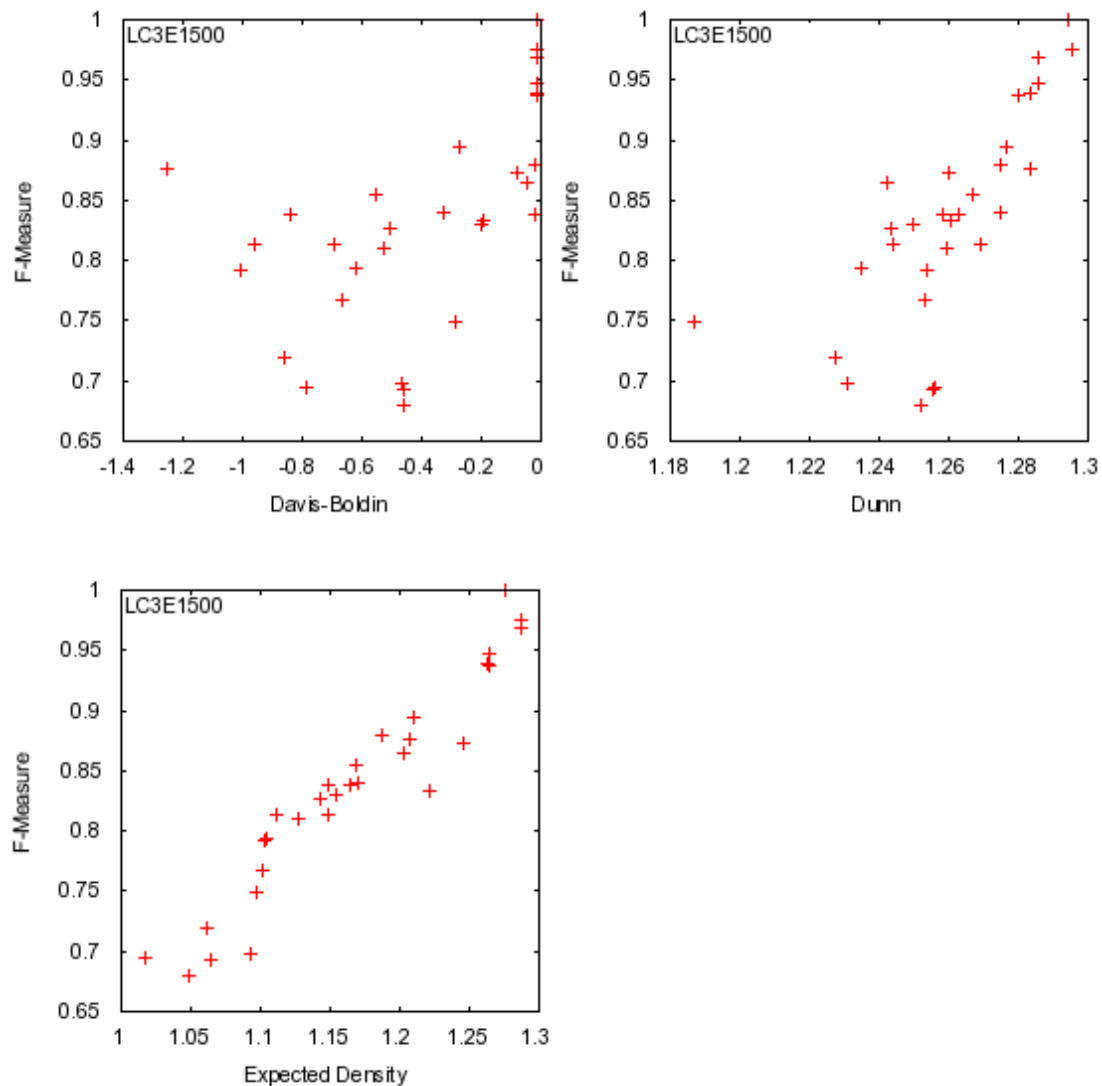 LC3E1500
1
0.95
0.9
0.85
0.8
0.75
0.7
0.65
F-Measure
-1.4 -1.2 -1 -0.8 -0.6 -0.4 -0.2 0
Davis-Boldin
LC3E1500
1
0.95
0.9
0.85
0.8
0.75
0.7
0.65
F-Measure
1.18 1.2 1.22 1.24 1.26 1.28 1.3
Dunn
LC3E1500
1
0.95
0.9
0.85
0.8
0.75
0.7
0.65
F-Measure
1 1.05 1.1 1.15 1.2 1.25 1.3
Expected Density